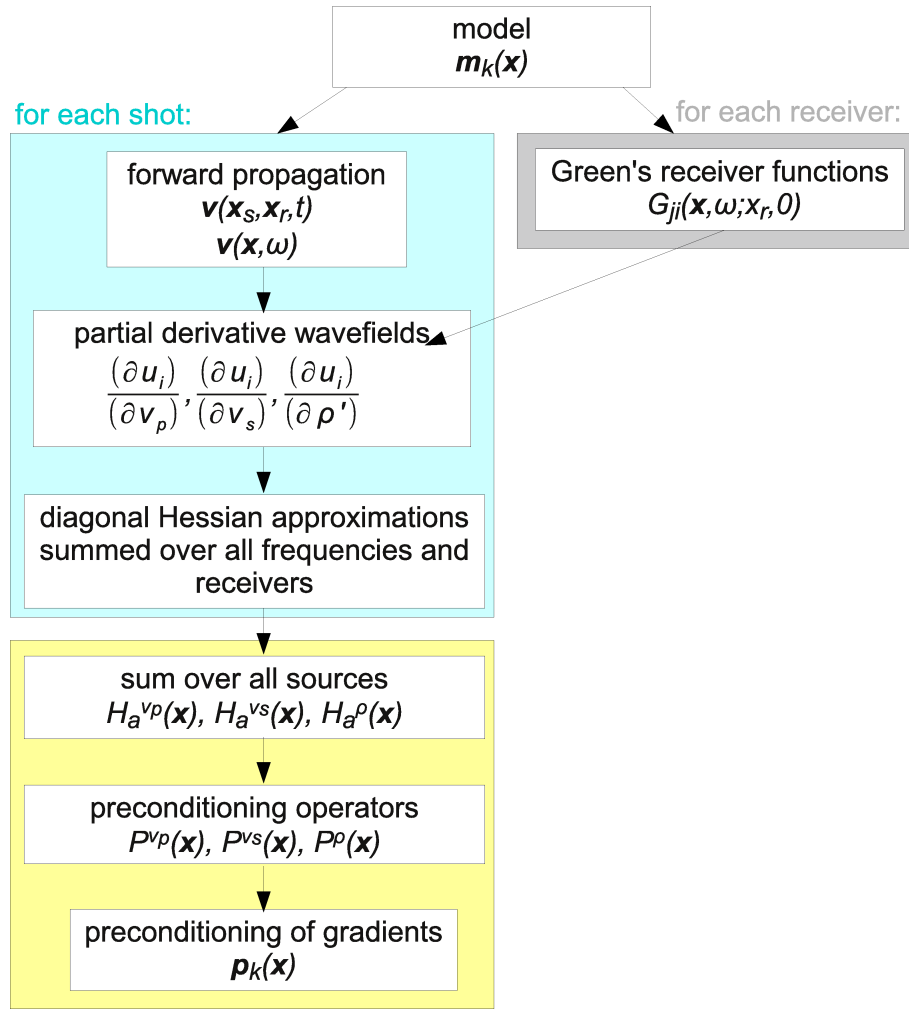 model
m_k(x)
for each shot:
for each receiver:
forward propagation
v(x_s,x_r,t)
v(x,ω)
Green's receiver functions
G_ji(x,ω;x_r,0)
partial derivative wavefields
(∂u_i)/(∂v_p), (∂u_i)/(∂v_s), (∂u_i)/(∂ρ')
diagonal Hessian approximations
summed over all frequencies and
receivers
sum over all sources
H_a^vp(x), H_a^vs(x), H_a^ρ(x)
preconditioning operators
P^vp(x), P^vs(x), P^ρ(x)
preconditioning of gradients
p_k(x)